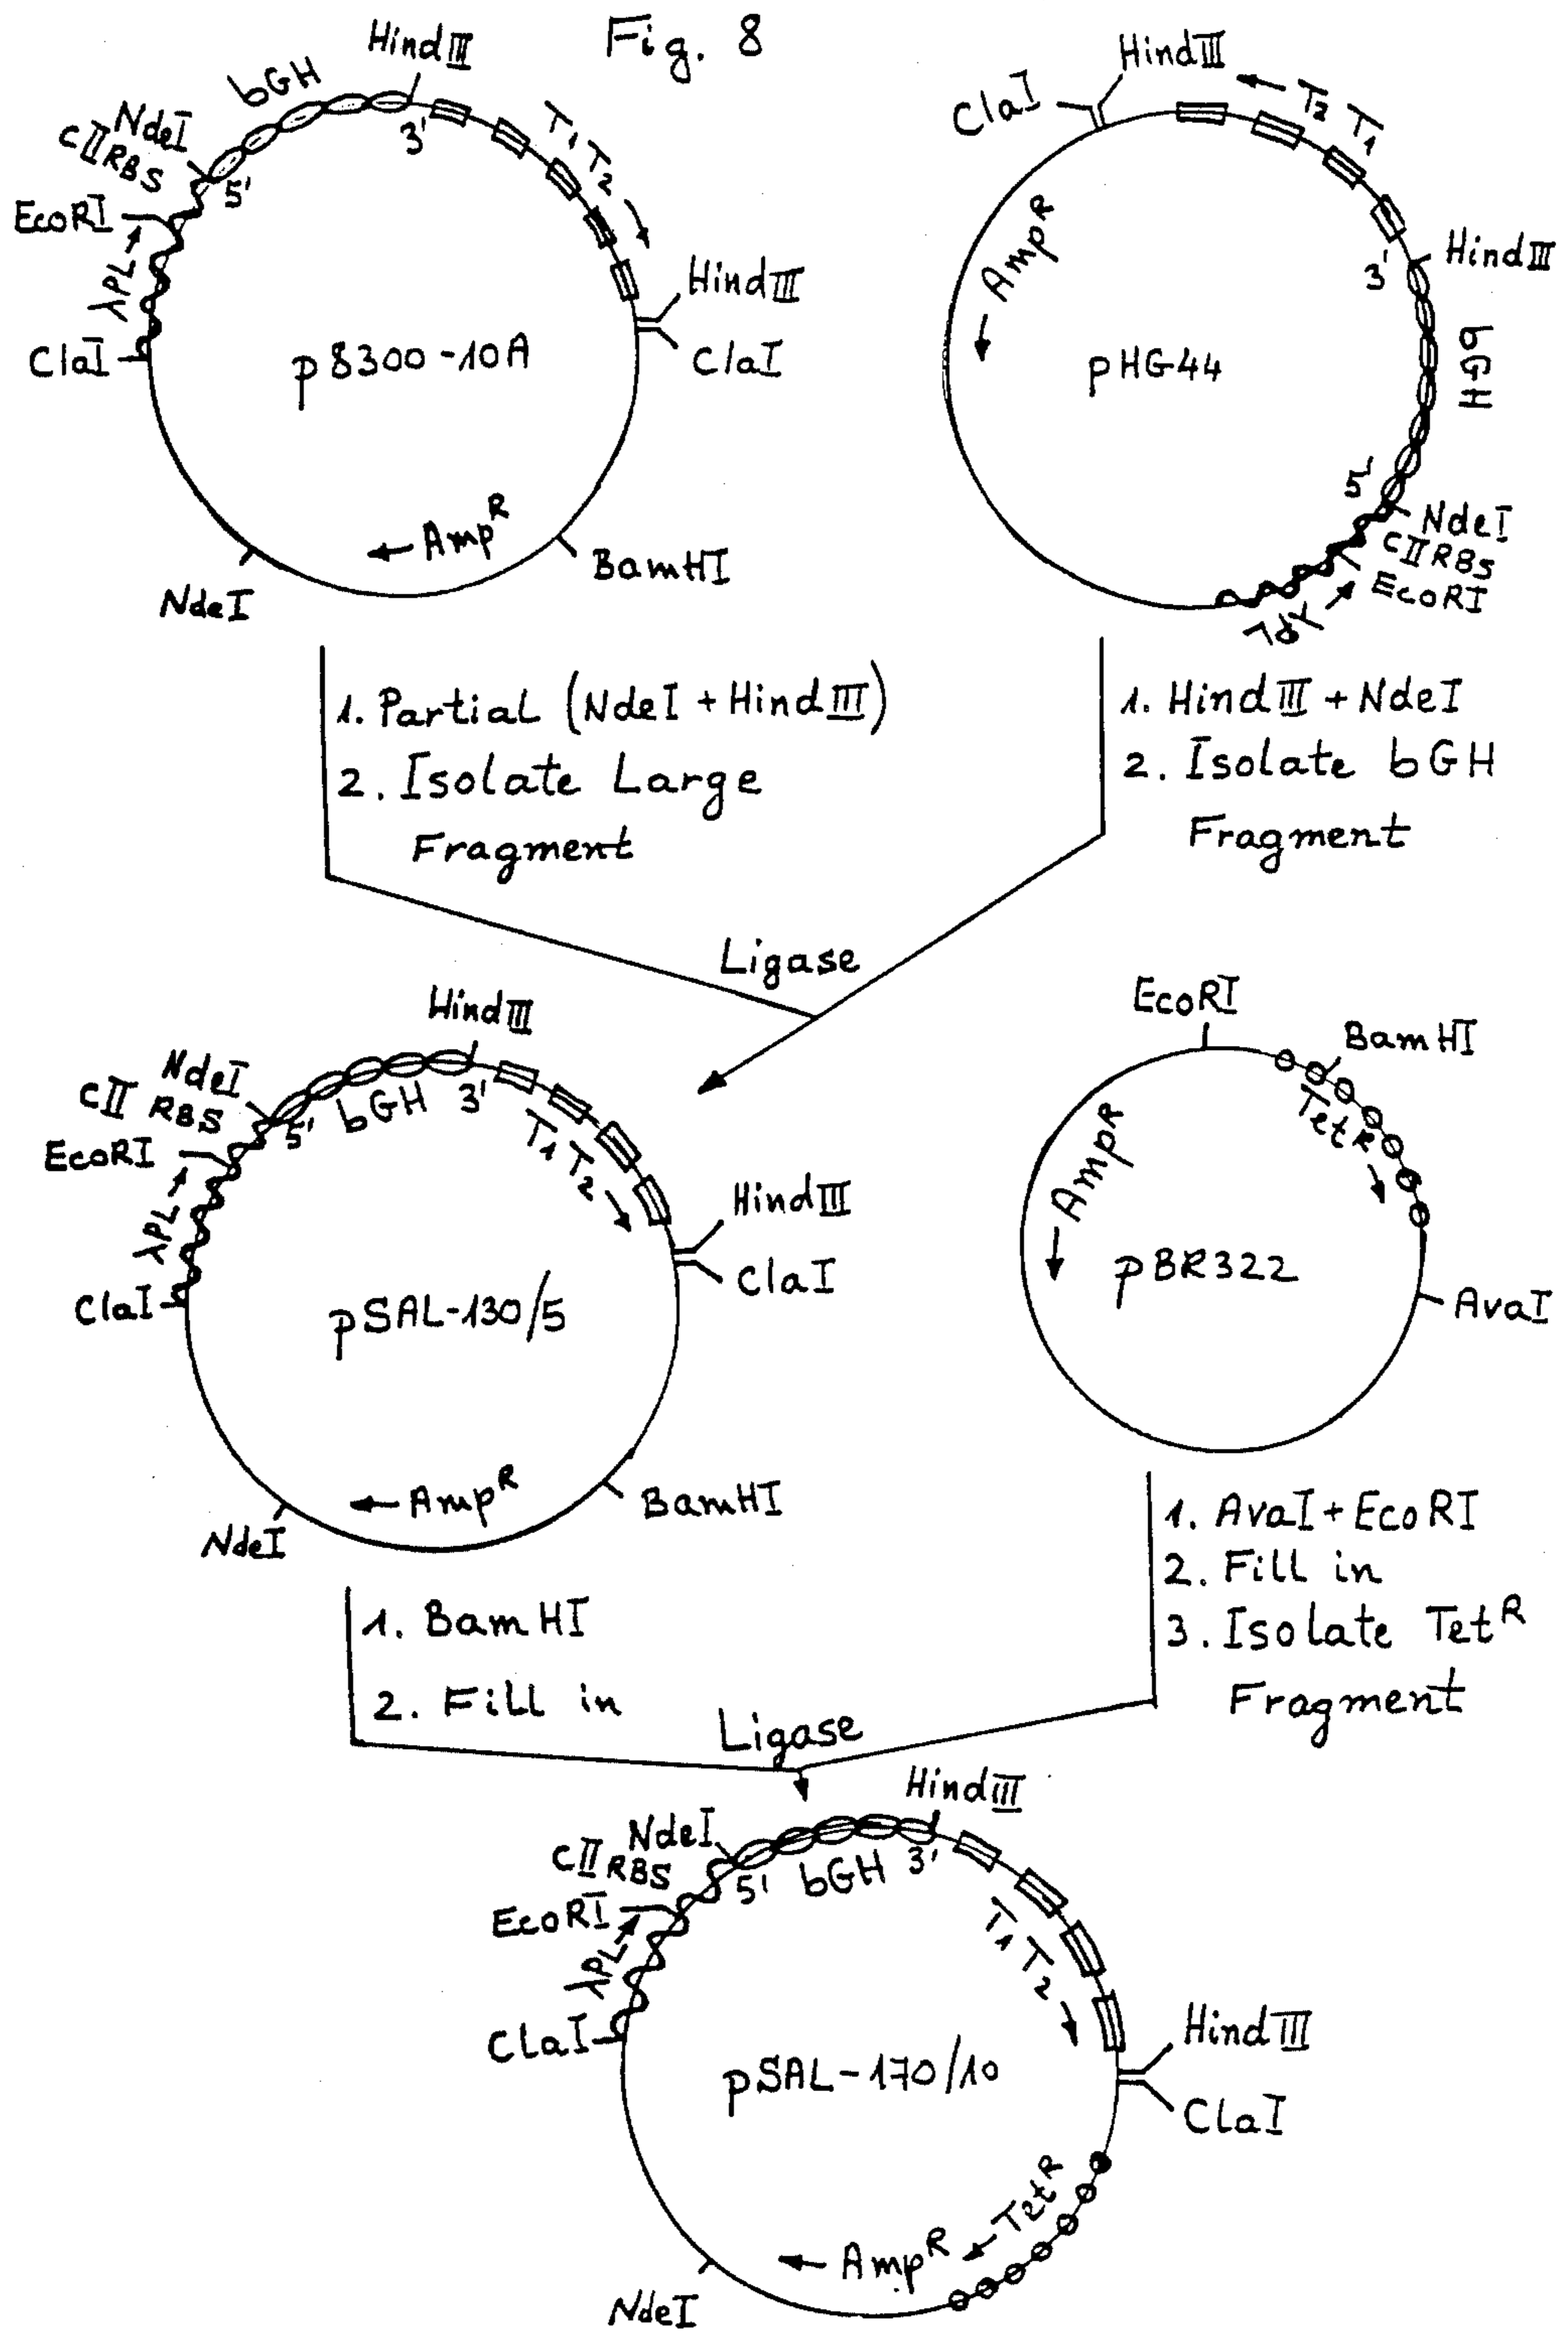 Fig. 8
HindIII
bGH
NdeI
cII RBS
EcoRI
λPL
ClaI
5'
3'
T1 T2
HindIII
ClaI
p8300-10A
AmpR
BamHI
NdeI
HindIII
ClaI
T2 T1
AmpR
HindIII
3'
bGH
pHG44
5'
NdeI
cII RBS
EcoRI
λPL
1. Partial (NdeI + HindIII)
2. Isolate Large
Fragment
1. HindIII + NdeI
2. Isolate bGH
Fragment
Ligase
HindIII
NdeI
cII RBS
5' bGH 3'
EcoRI
λPL
ClaI
T1 T2
HindIII
ClaI
pSAL-130/5
AmpR
BamHI
NdeI
EcoRI
BamHI
TetR
AmpR
pBR322
AvaI
1. BamHI
2. Fill in
1. AvaI + EcoRI
2. Fill in
3. Isolate TetR
Fragment
Ligase
HindIII
NdeI
cII RBS
5' bGH 3'
EcoRI
λPL
ClaI
T1 T2
HindIII
ClaI
pSAL-170/10
TetR
AmpR
NdeI